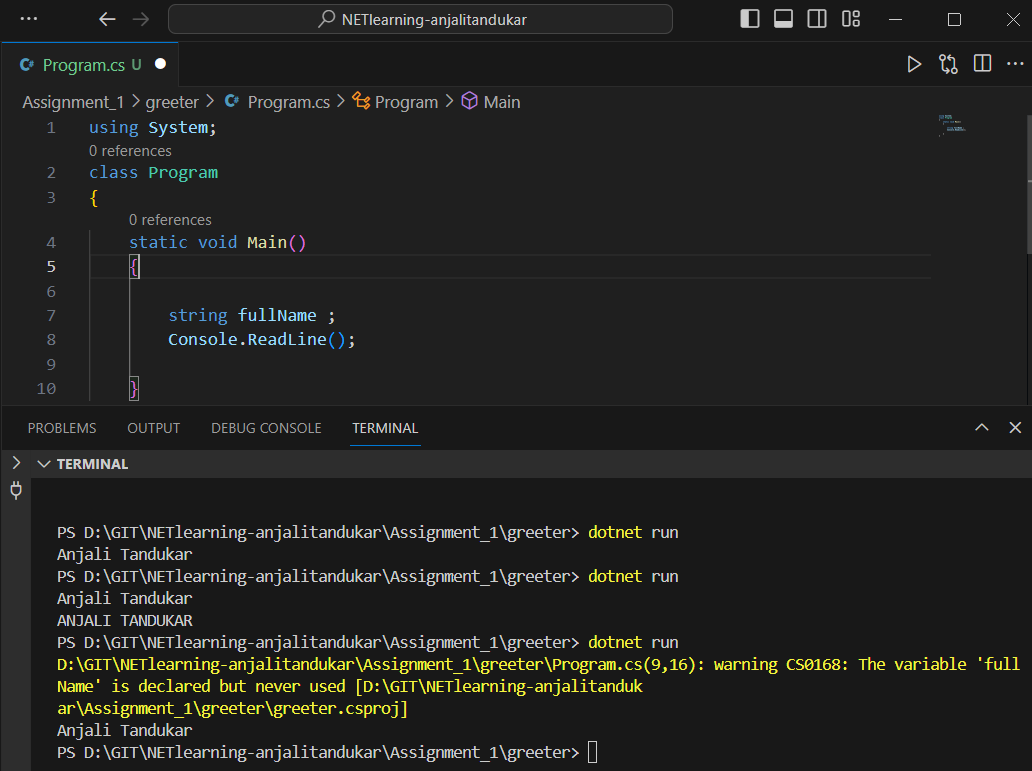 NETlearning-anjalitandukar
Program.cs U
Assignment_1 > greeter > Program.cs > Program > Main
1 using System;
0 references
2 class Program
3 {
0 references
4 static void Main()
5 {
6
7 string fullName ;
8 Console.ReadLine();
9
10 }
PROBLEMS OUTPUT DEBUG CONSOLE TERMINAL
TERMINAL
PS D:\GIT\NETlearning-anjalitandukar\Assignment_1\greeter> dotnet run
Anjali Tandukar
PS D:\GIT\NETlearning-anjalitandukar\Assignment_1\greeter> dotnet run
Anjali Tandukar
ANJALI TANDUKAR
PS D:\GIT\NETlearning-anjalitandukar\Assignment_1\greeter> dotnet run
D:\GIT\NETlearning-anjalitandukar\Assignment_1\greeter\Program.cs(9,16): warning CS0168: The variable 'full
Name' is declared but never used [D:\GIT\NETlearning-anjalitanduk
ar\Assignment_1\greeter\greeter.csproj]
Anjali Tandukar
PS D:\GIT\NETlearning-anjalitandukar\Assignment_1\greeter>